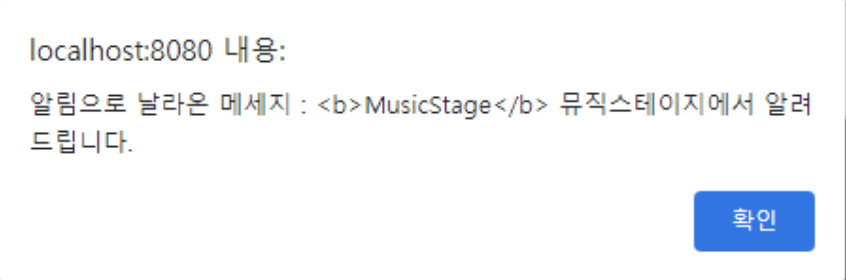 localhost:8080 내용:
알림으로 날라온 메세지 : <b>MusicStage</b> 뮤직스테이지에서 알려
드립니다.
확인